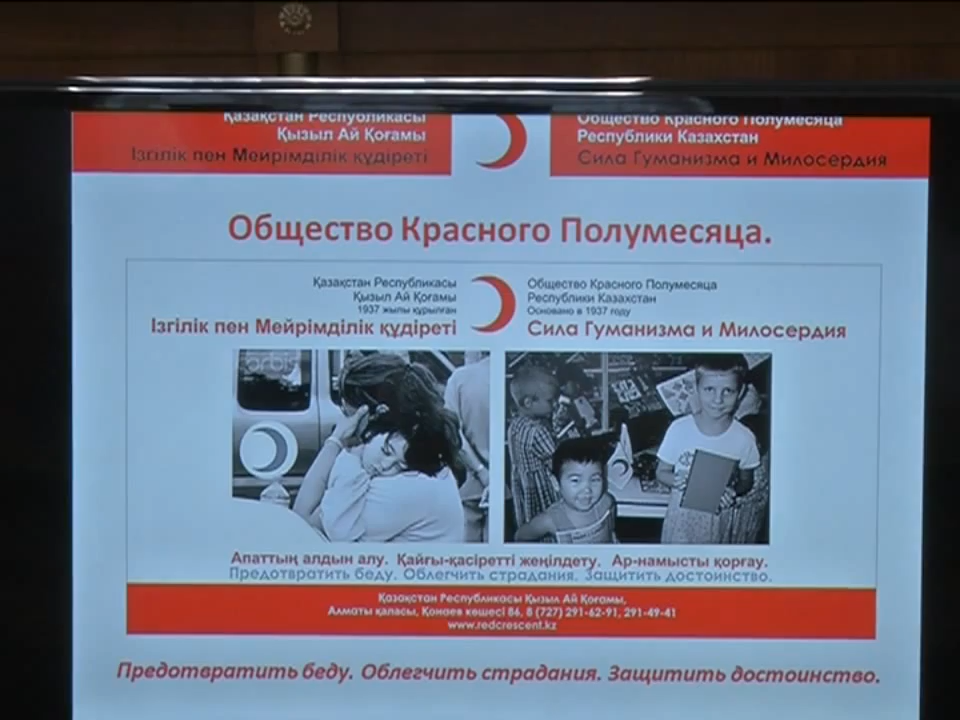 Қазақстан Республикасы
Қызыл Ай Қоғамы
Ізгілік пен Мейрімділік құдіреті
Общество Красного Полумесяца
Республики Казахстан
Сила Гуманизма и Милосердия
Общество Красного Полумесяца.
Қазақстан Республикасы
Қызыл Ай Қоғамы
1937 жылы құрылған
Ізгілік пен Мейрімділік құдіреті
Общество Красного Полумесяца
Республики Казахстан
Основано в 1937 году
Сила Гуманизма и Милосердия
orbis
Апаттың алдын алу. Қайғы-қасіретті жеңілдету. Ар-намысты қорғау.
Предотвратить беду. Облегчить страдания. Защитить достоинство.
Қазақстан Республикасы Қызыл Ай Қоғамы,
Алматы қаласы, Қонаев көшесі 86, 8 (727) 291-62-91, 291-49-41
www.redcrescent.kz
Предотвратить беду. Облегчить страдания. Защитить достоинство.